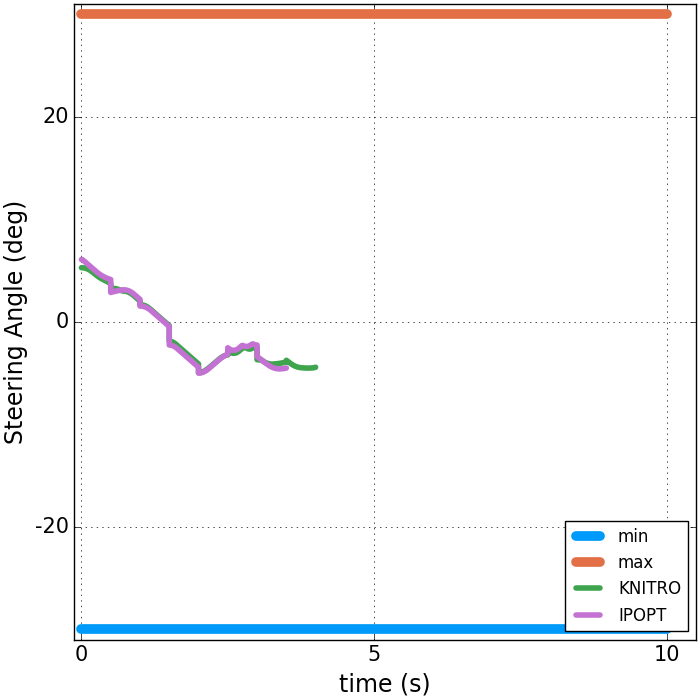 Steering Angle (deg)
20
0
-20
0
5
10
time (s)
min
max
KNITRO
IPOPT